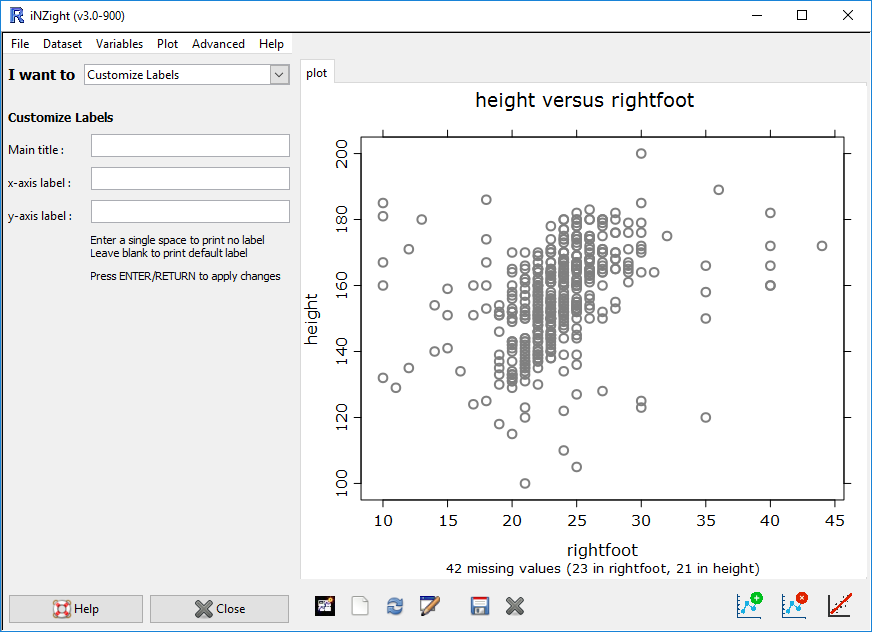 iNZight (v3.0-900)
File Dataset Variables Plot Advanced Help
I want to Customize Labels
Customize Labels
Main title :
x-axis label :
y-axis label :
Enter a single space to print no label
Leave blank to print default label
Press ENTER/RETURN to apply changes
Help Close
plot
height versus rightfoot
200
180
160
140
120
100
height
10 15 20 25 30 35 40 45
rightfoot
42 missing values (23 in rightfoot, 21 in height)